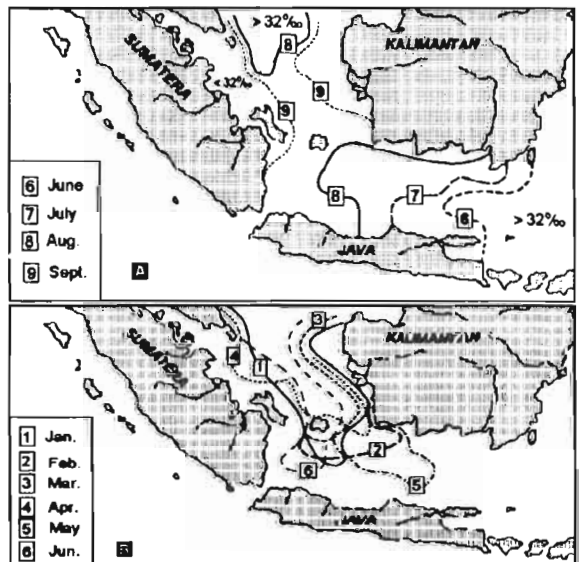 > 32‰
8
SUMATERA
KALIMANTAN
< 32‰
9
9
6 June
7 July
8 Aug.
9 Sept.
A
8
7
6
> 32‰
JAVA
3
SUMATERA
KALIMANTAN
4
1
2
6
5
1 Jan.
2 Feb.
3 Mar.
4 Apr.
5 May
6 Jun.
B
JAVA